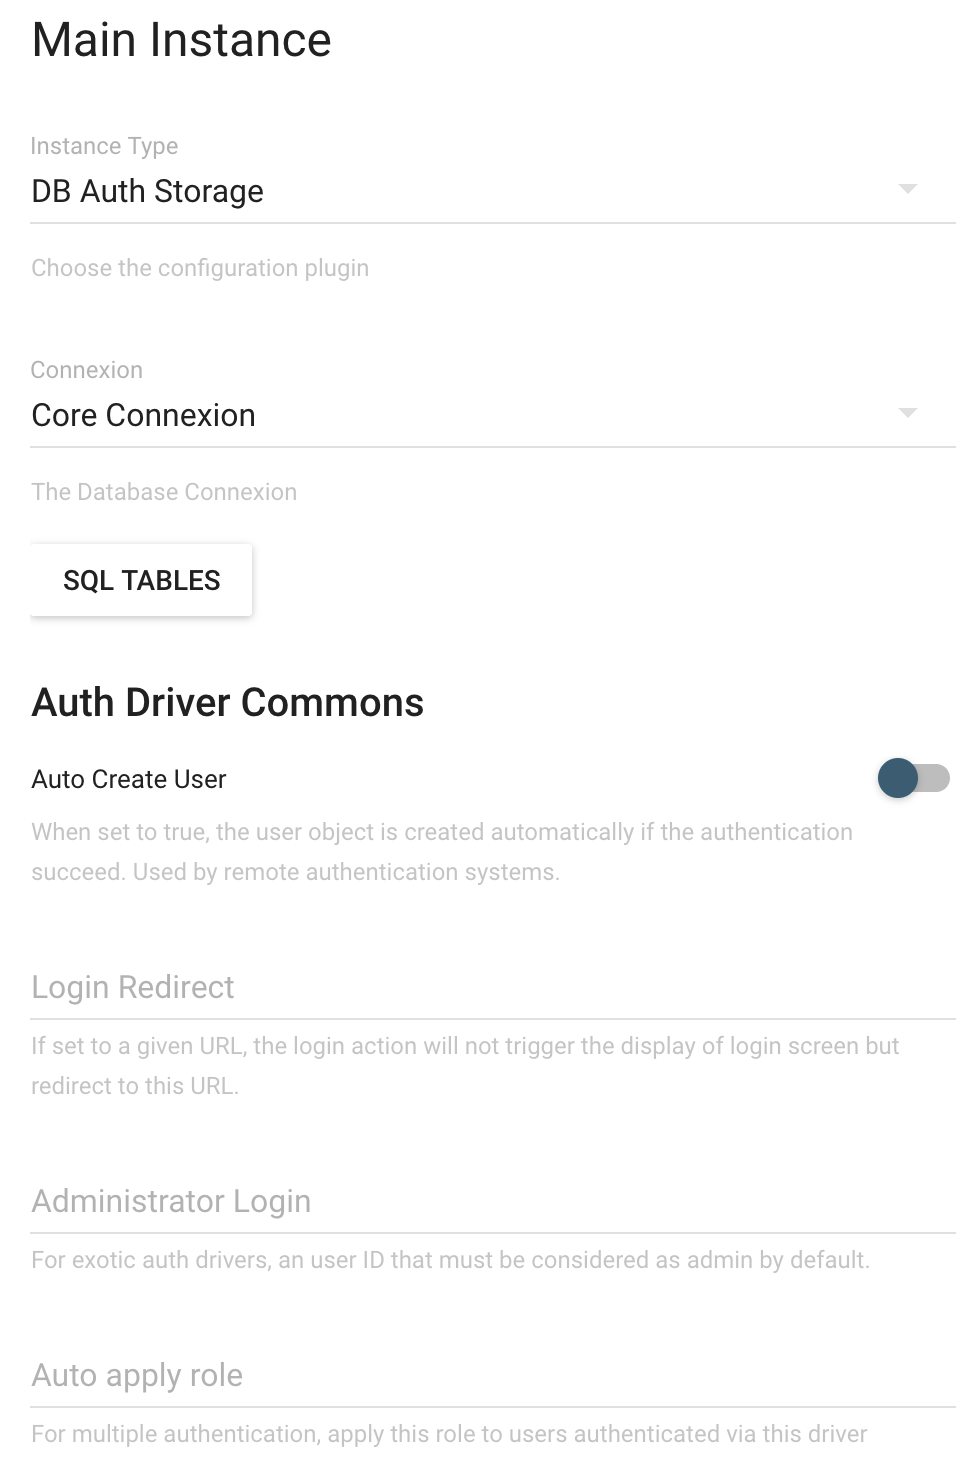 Main Instance
Instance Type
DB Auth Storage
Choose the configuration plugin
Connexion
Core Connexion
The Database Connexion
SQL TABLES
Auth Driver Commons
Auto Create User
When set to true, the user object is created automatically if the authentication
succeed. Used by remote authentication systems.
Login Redirect
If set to a given URL, the login action will not trigger the display of login screen but
redirect to this URL.
Administrator Login
For exotic auth drivers, an user ID that must be considered as admin by default.
Auto apply role
For multiple authentication, apply this role to users authenticated via this driver